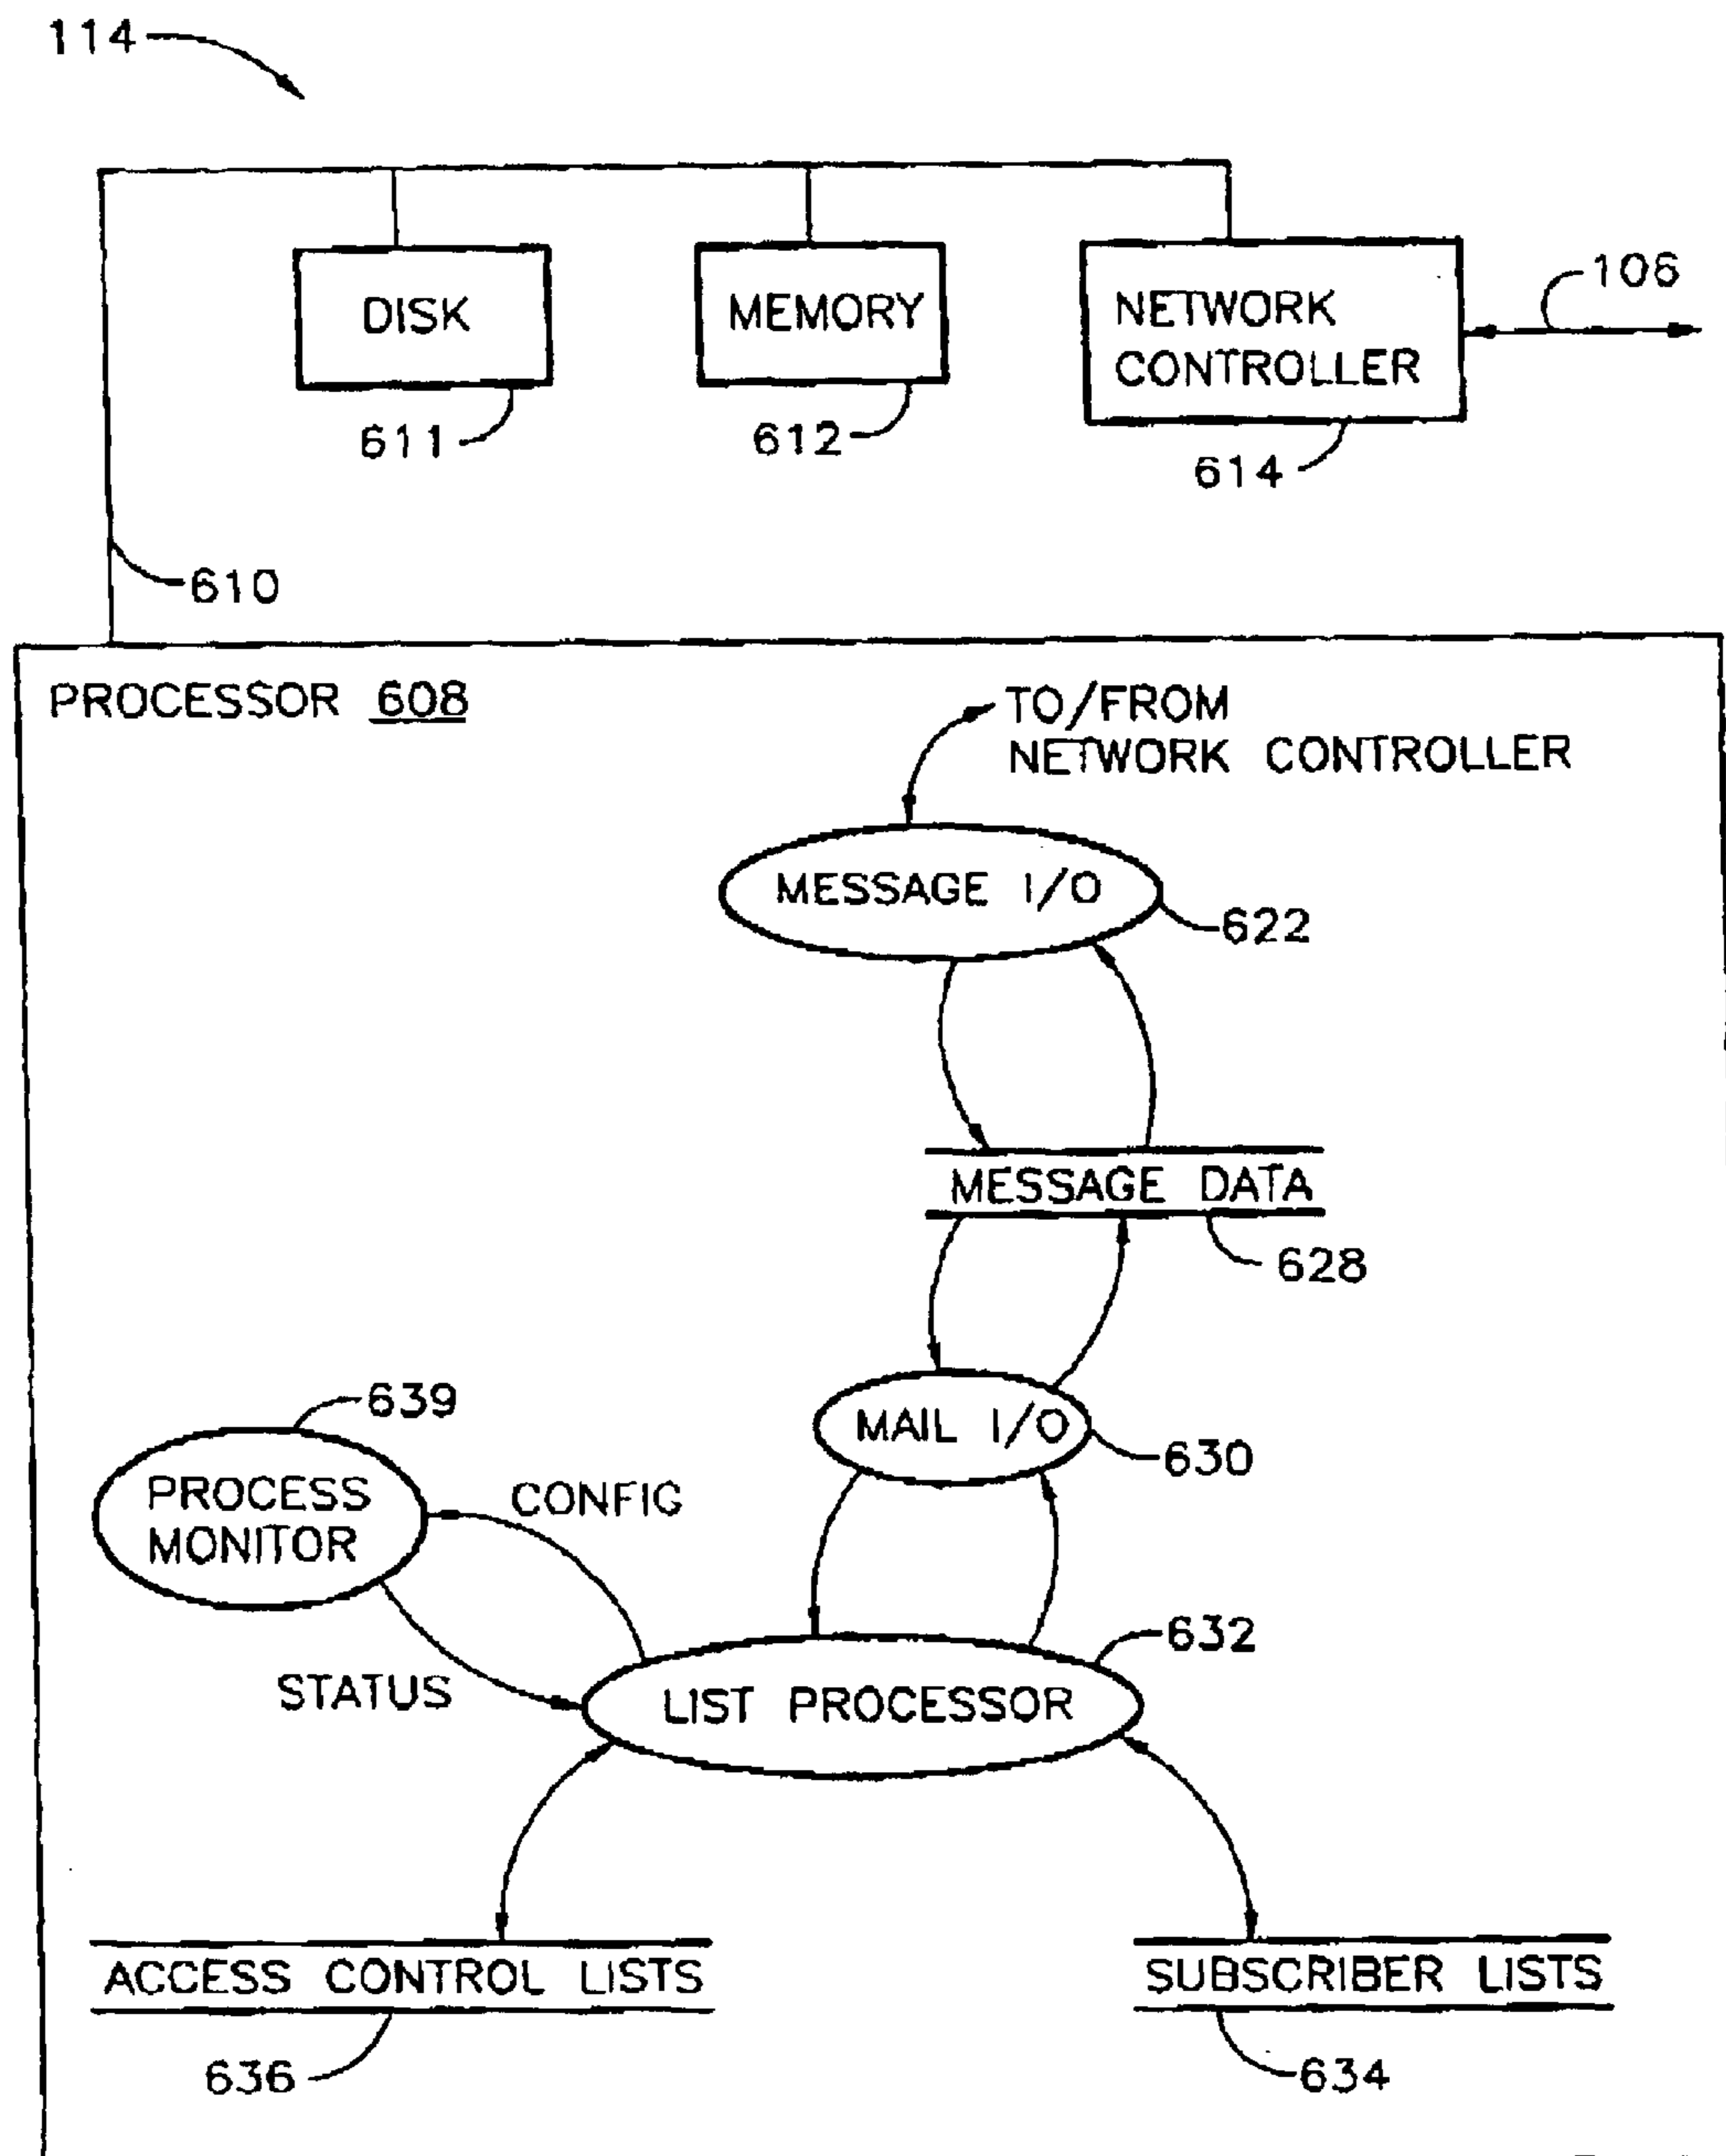 114
DISK
MEMORY
NETWORK
CONTROLLER
106
611
612
614
610
PROCESSOR 608
TO/FROM
NETWORK CONTROLLER
MESSAGE I/O
622
MESSAGE DATA
628
639
MAIL I/O
630
PROCESS
MONITOR
CONFIG
632
STATUS
LIST PROCESSOR
ACCESS CONTROL LISTS
SUBSCRIBER LISTS
636
634